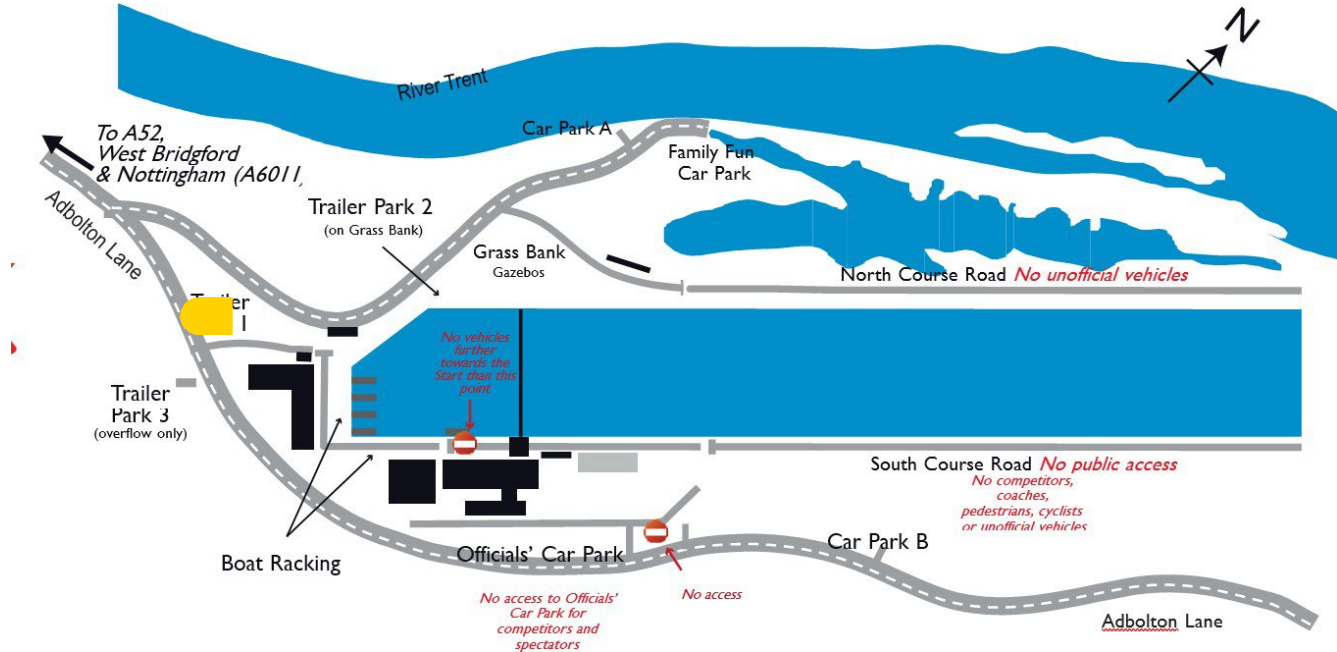 N
River Trent
To A52,
West Bridgford
& Nottingham (A6011
Car Park A
Family Fun
Car Park
Adbolton Lane
Trailer Park 2
(on Grass Bank)
Grass Bank
Gazebos
North Course Road No unofficial vehicles
1
No vehicles
further
towards the
Start than this
point
Trailer
Park 3
(overflow only)
South Course Road No public access
No competitors,
coaches,
pedestrians, cyclists
or unofficial vehicles
Boat Racking
Officials' Car Park
Car Park B
No access to Officials'
Car Park for
competitors and
spectators
No access
Adbolton Lane